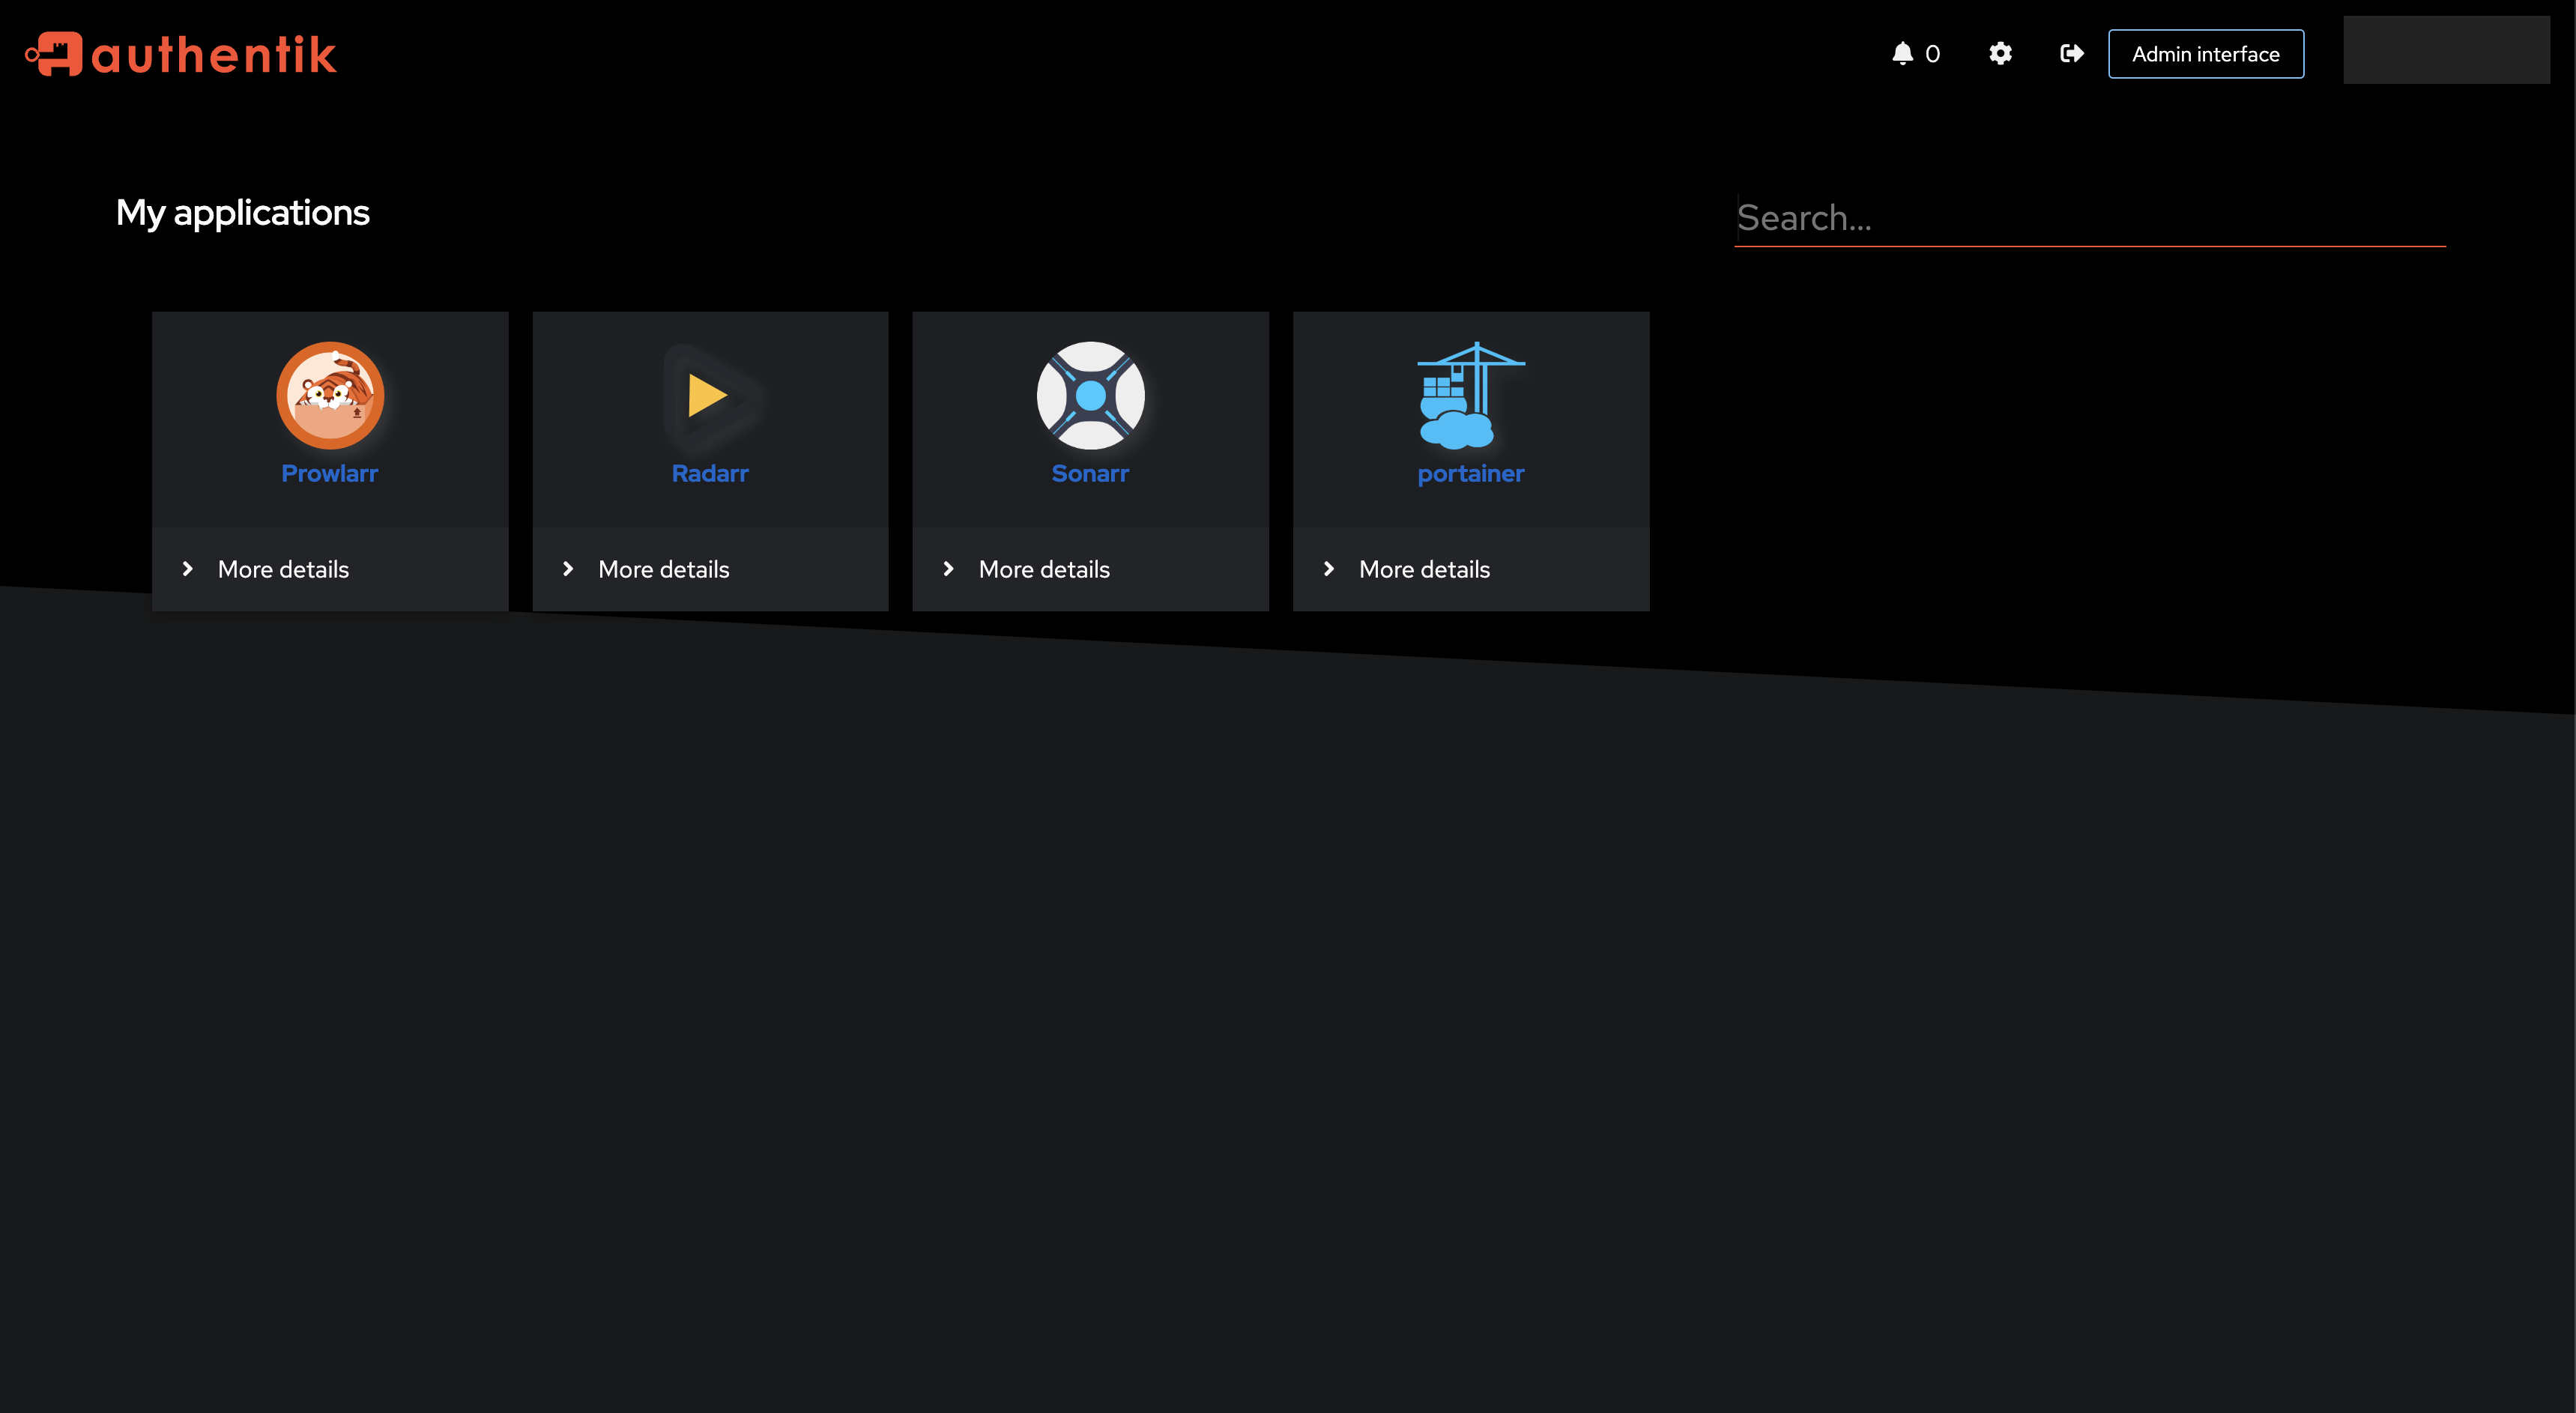 authentik
0
Admin interface
My applications
Search...
Prowlarr
Radarr
Sonarr
portainer
More details
More details
More details
More details